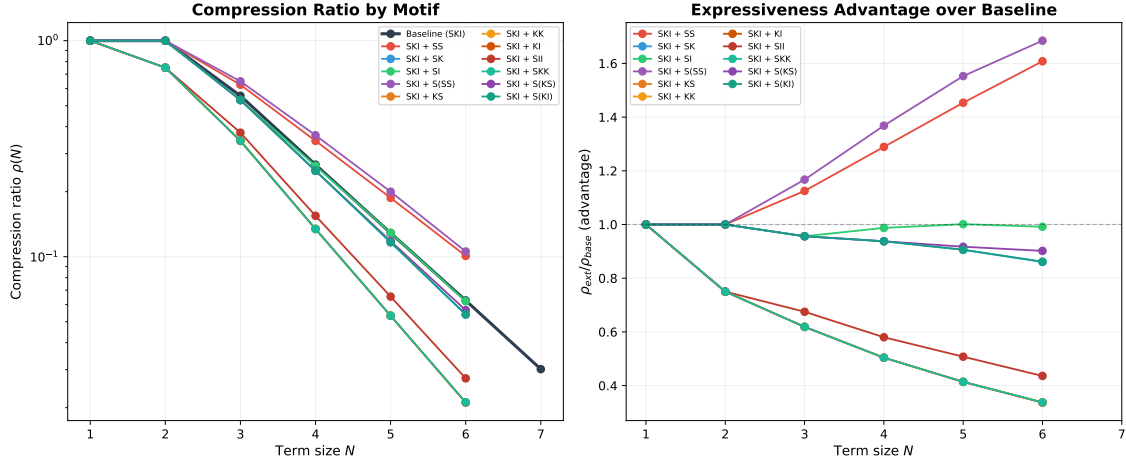 Compression Ratio by Motif
Compression ratio ρ(N)
10⁰
10⁻¹
Baseline (SKI)
SKI + SS
SKI + SK
SKI + SI
SKI + S(SS)
SKI + KS
SKI + KK
SKI + KI
SKI + SII
SKI + SKK
SKI + S(KS)
SKI + S(KI)
1 2 3 4 5 6 7
Term size N
Expressiveness Advantage over Baseline
ρext/ρbase (advantage)
1.6
1.4
1.2
1.0
0.8
0.6
0.4
SKI + SS
SKI + SK
SKI + SI
SKI + S(SS)
SKI + KS
SKI + KK
SKI + KI
SKI + SII
SKI + SKK
SKI + S(KS)
SKI + S(KI)
1 2 3 4 5 6 7
Term size N